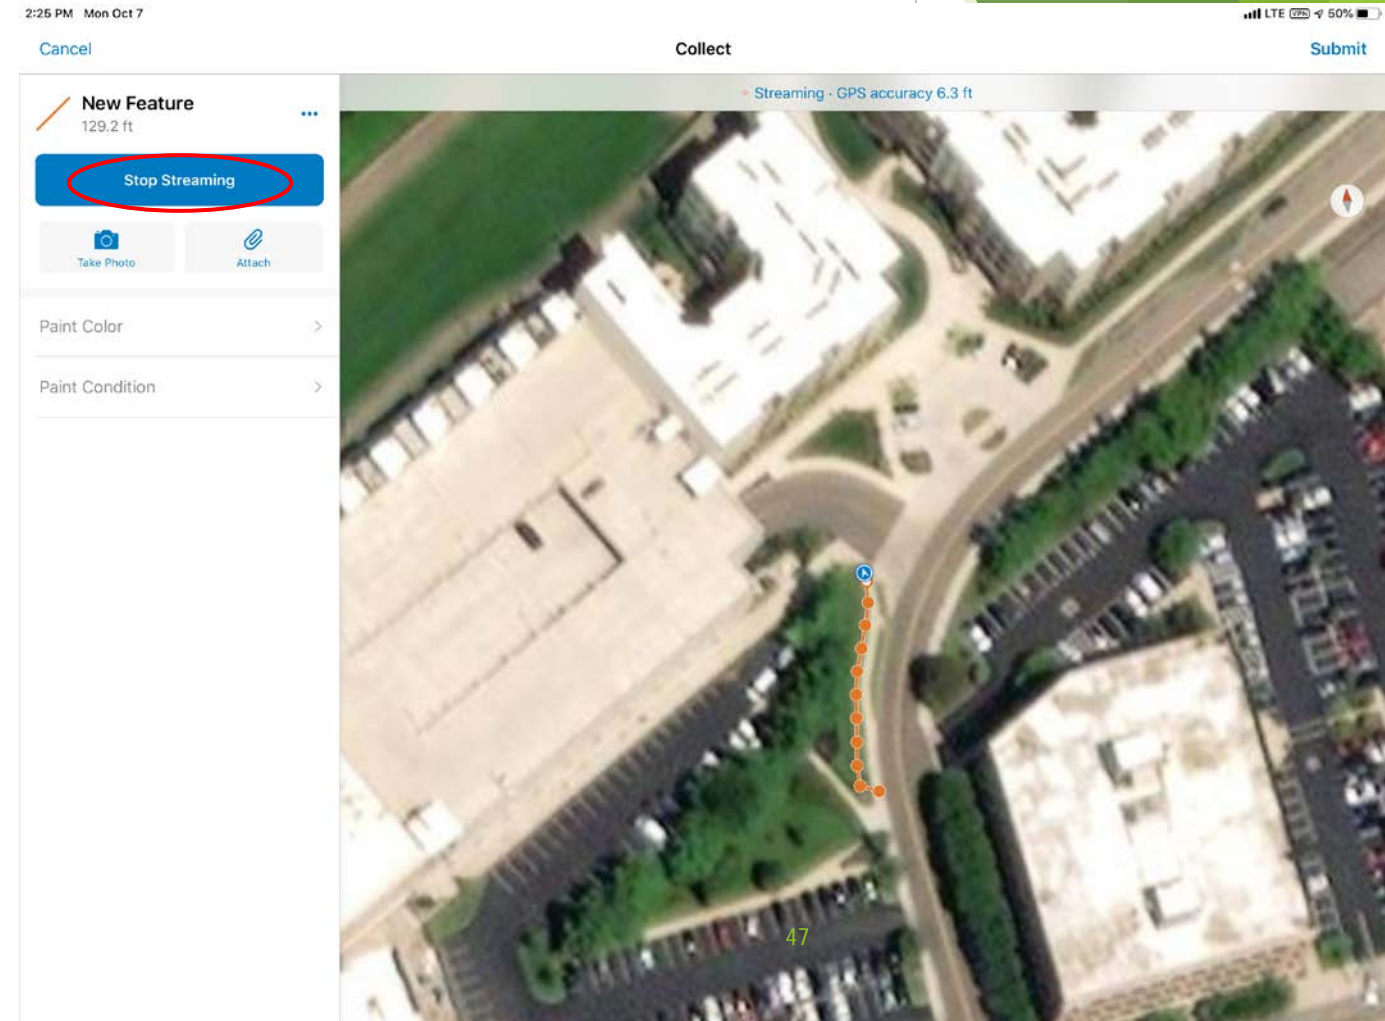 2:25 PM Mon Oct 7
LTE VPN 50%
Cancel
Collect
Submit
New Feature
129.2 ft
Streaming · GPS accuracy 6.3 ft
Stop Streaming
Take Photo
Attach
Paint Color
Paint Condition
47